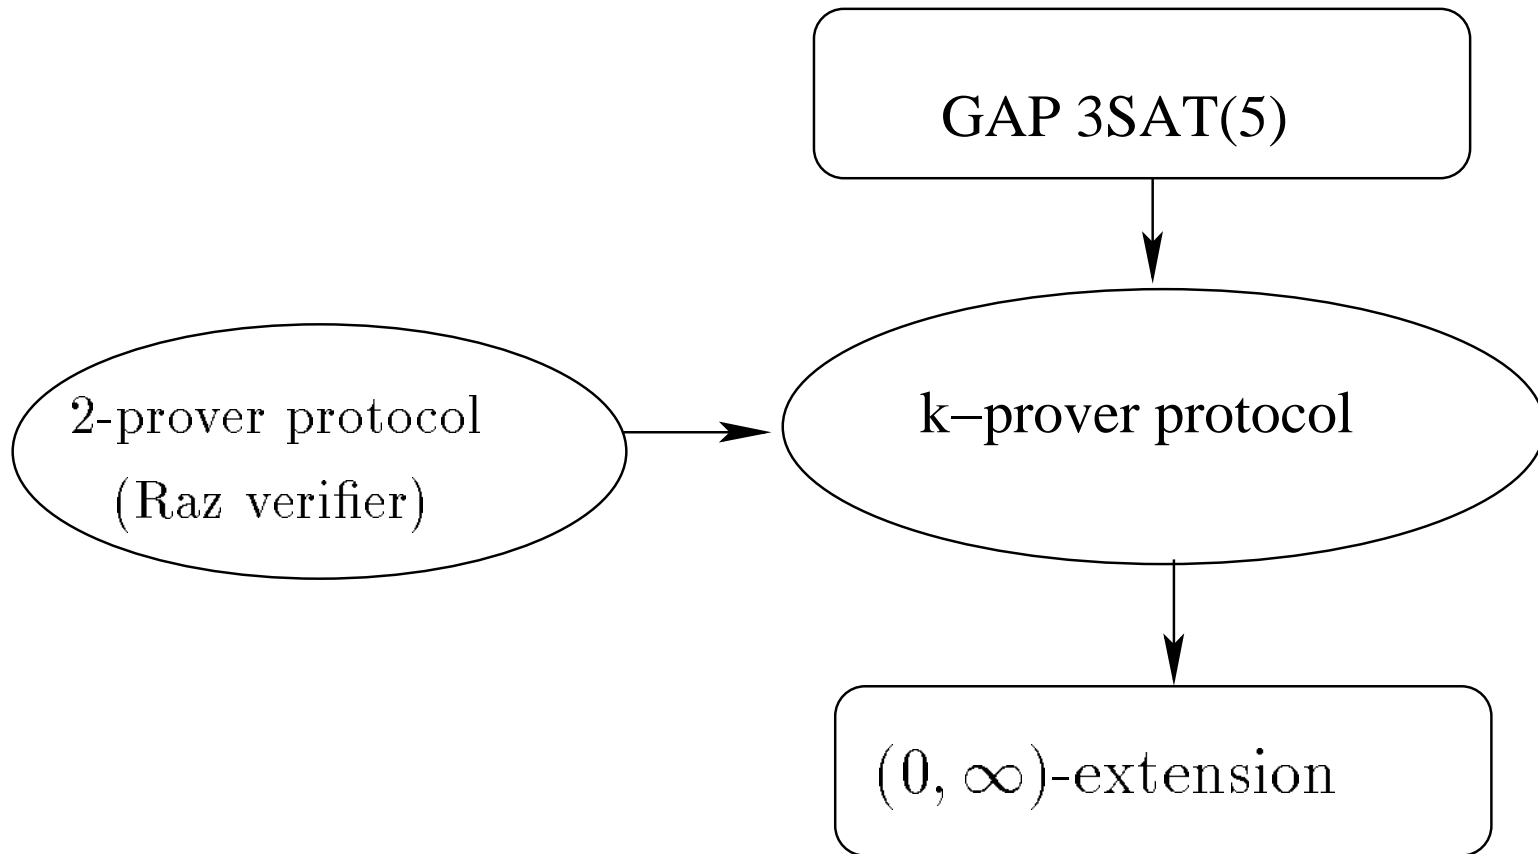 GAP 3SAT(5)
2-prover protocol
(Raz verifier)
k−prover protocol
(0, ∞)-extension